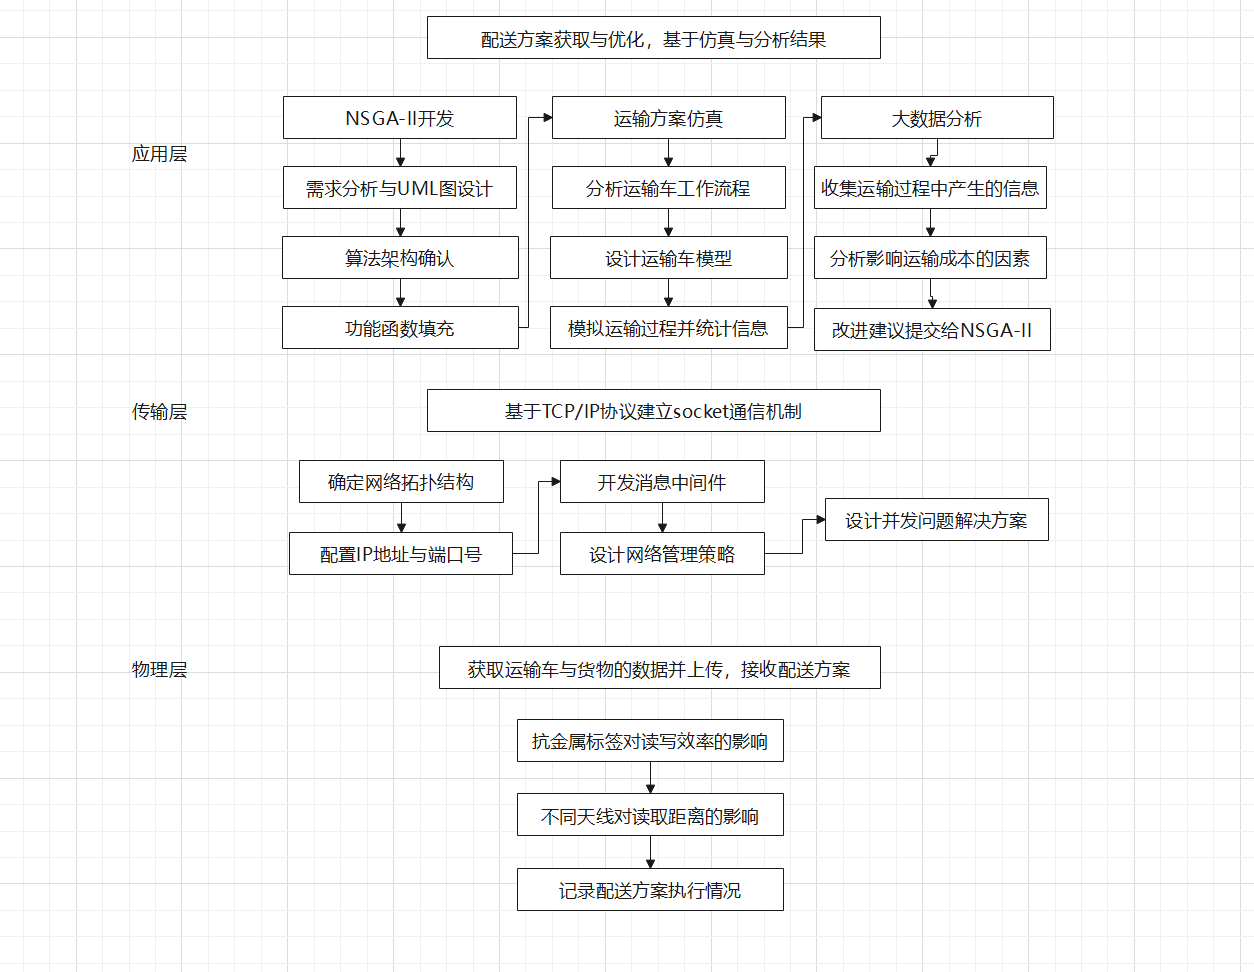 配送方案获取与优化，基于仿真与分析结果
应用层
NSGA-II开发
需求分析与UML图设计
算法架构确认
功能函数填充
运输方案仿真
分析运输车工作流程
设计运输车模型
模拟运输过程并统计信息
大数据分析
收集运输过程中产生的信息
分析影响运输成本的因素
改进建议提交给NSGA-II
传输层
基于TCP/IP协议建立socket通信机制
确定网络拓扑结构
配置IP地址与端口号
开发消息中间件
设计网络管理策略
设计并发问题解决方案
物理层
获取运输车与货物的数据并上传，接收配送方案
抗金属标签对读写效率的影响
不同天线对读取距离的影响
记录配送方案执行情况